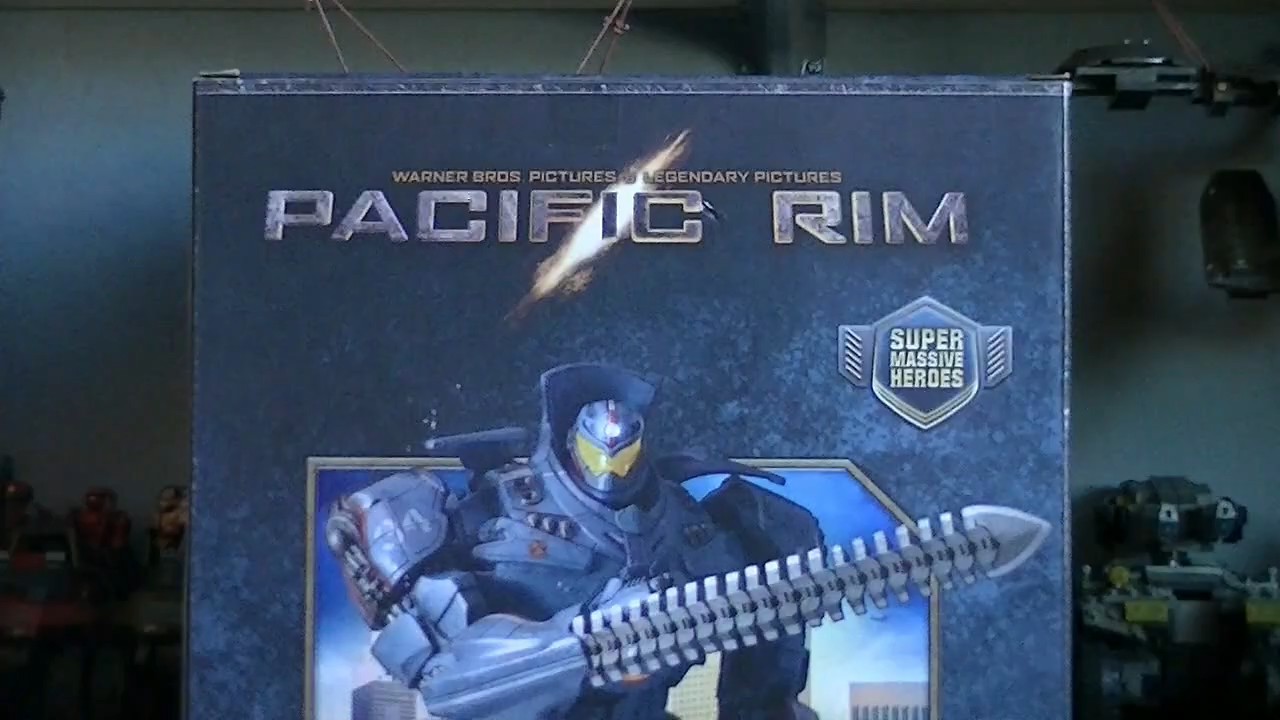 WARNER BROS. PICTURES & LEGENDARY PICTURES
PACIFIC RIM
SUPER
MASSIVE
HEROES